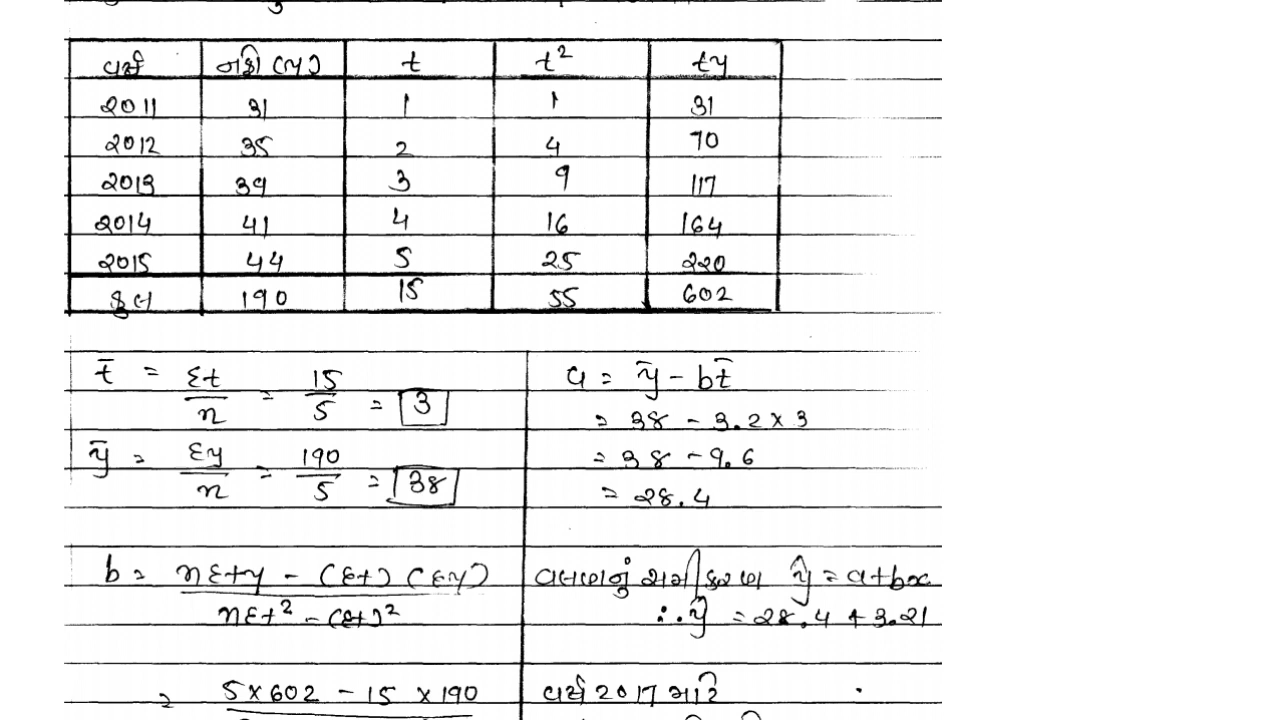 વર્ષ નફો (y) t t² ty
2011 31 1 1 31
2012 35 2 4 70
2013 39 3 9 117
2014 41 4 16 164
2015 44 5 25 220
કુલ 190 15 55 602
t̄ = Σt/n = 15/5 = 3
ȳ = Σy/n = 190/5 = 38
b = nΣty - (Σt) (Σy) / nΣt² - (Σt)²
= 5x602 - 15 x190
a = ȳ - bt̄
= 38 - 3.2 x 3
= 38 - 9.6
= 28.4
વલણનું સમીકરણ ŷ = a+bx
∴ ŷ = 28.4 + 3.2t
વર્ષ 2017 માટે